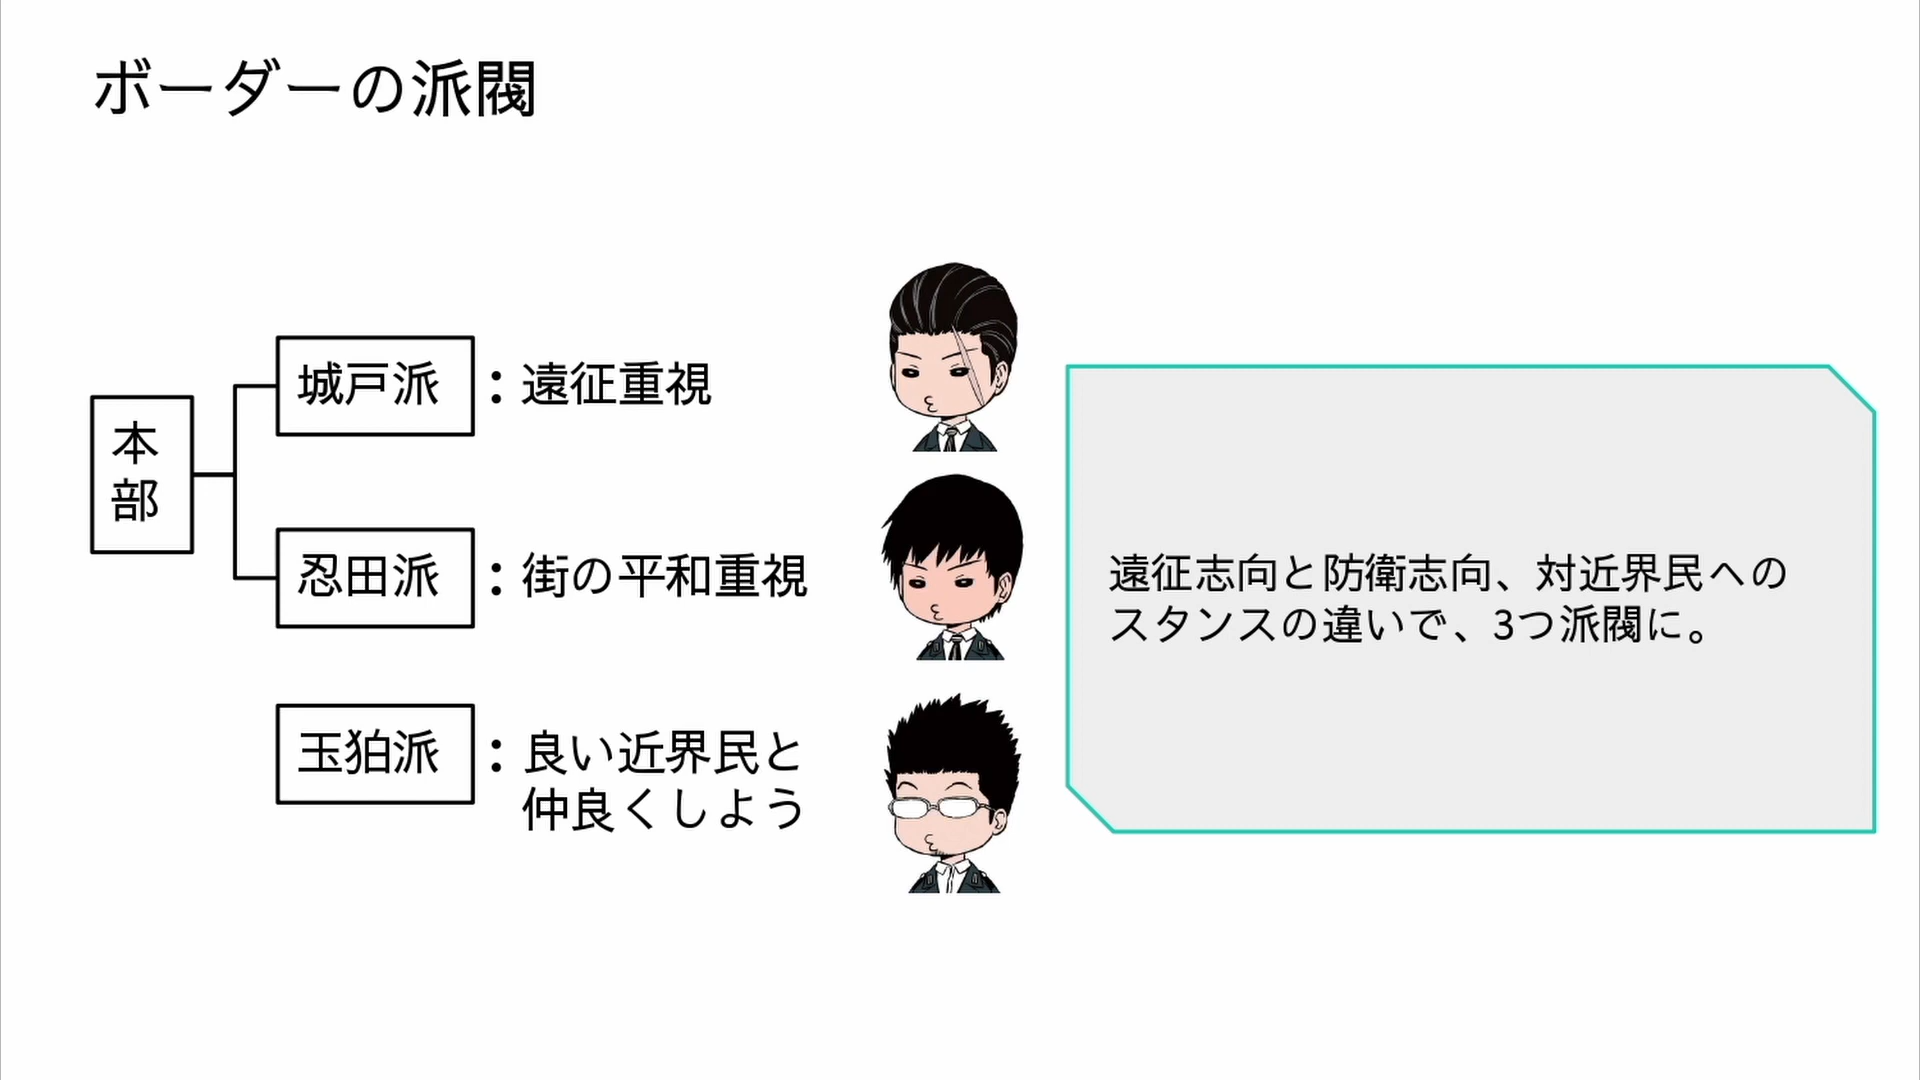 ボーダーの派閥
本
部
城戸派
：遠征重視
忍田派
：街の平和重視
玉狛派
：良い近界民と
仲良くしよう
遠征志向と防衛志向、対近界民への
スタンスの違いで、3つ派閥に。